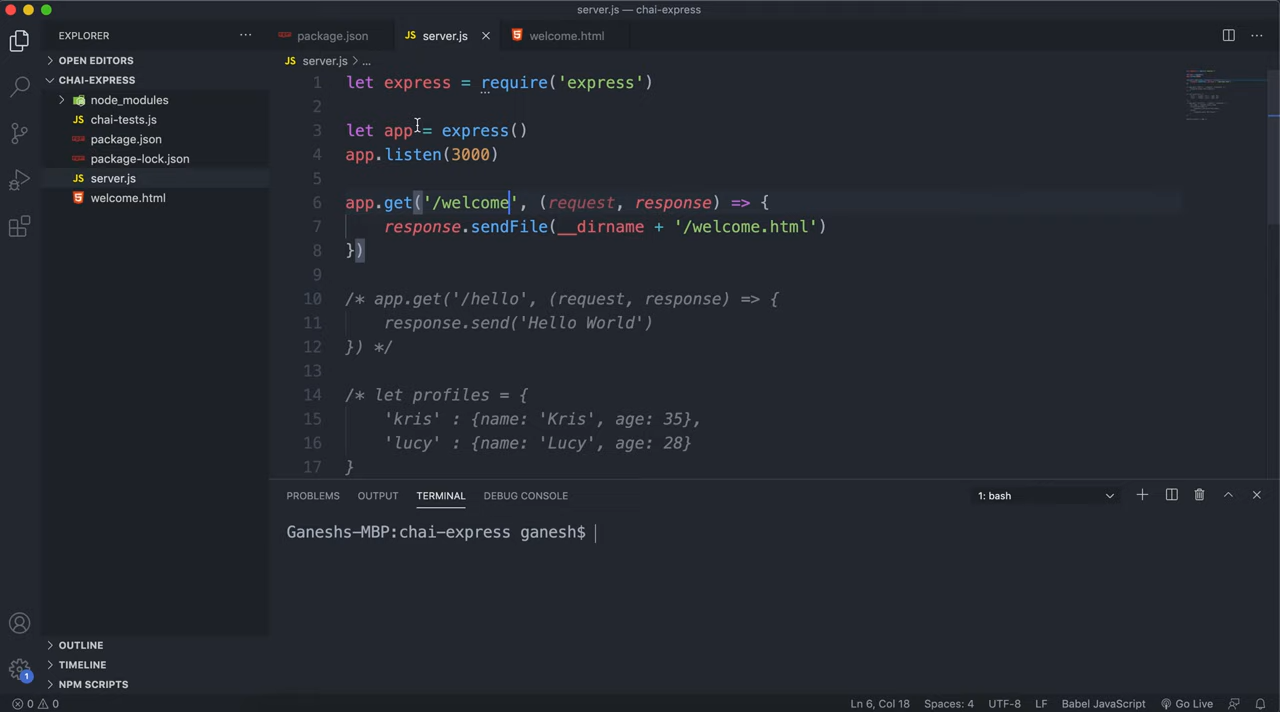 server.js — chai-express
EXPLORER
package.json
server.js
welcome.html
OPEN EDITORS
server.js > ...
CHAI-EXPRESS
node_modules
chai-tests.js
package.json
package-lock.json
server.js
welcome.html
1 let express = require('express')
2
3 let app = express()
4 app.listen(3000)
5
6 app.get('/welcome', (request, response) => {
7 response.sendFile(__dirname + '/welcome.html')
8 })
9
10 /* app.get('/hello', (request, response) => {
11 response.send('Hello World')
12 }) */
13
14 /* let profiles = {
15 'kris' : {name: 'Kris', age: 35},
16 'lucy' : {name: 'Lucy', age: 28}
17 }
PROBLEMS OUTPUT TERMINAL DEBUG CONSOLE 1: bash
Ganeshs-MBP:chai-express ganesh$
OUTLINE
TIMELINE
NPM SCRIPTS
1
0 0 Ln 6, Col 18 Spaces: 4 UTF-8 LF Babel JavaScript Go Live